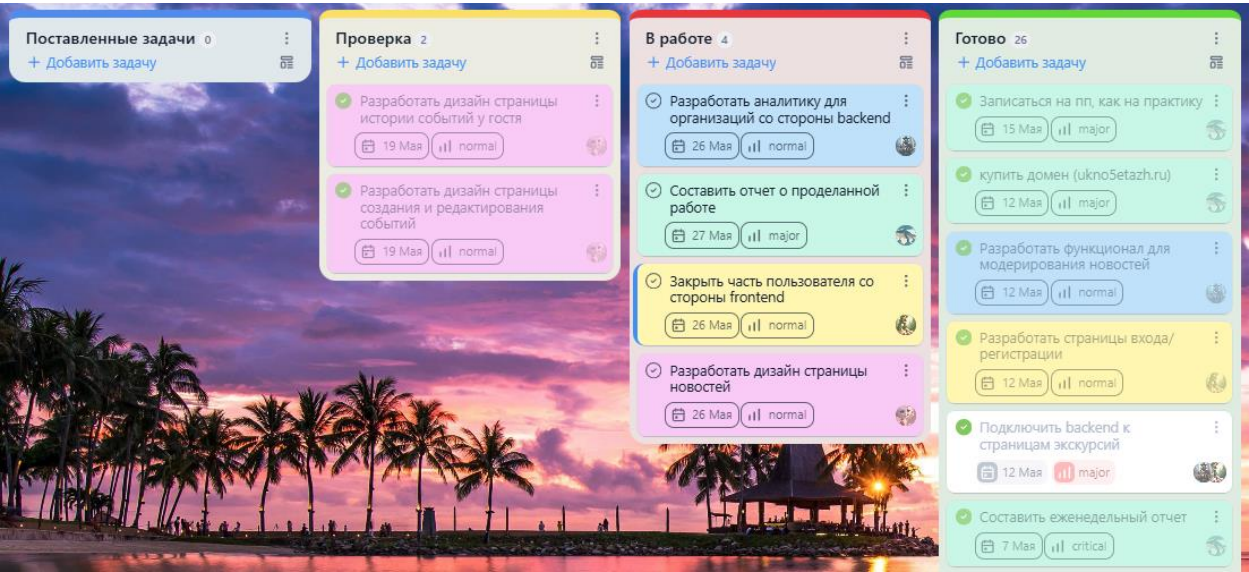 Поставленные задачи 0
+ Добавить задачу
Проверка 2
+ Добавить задачу
Разработать дизайн страницы
истории событий у гостя
19 Мая normal
Разработать дизайн страницы
создания и редактирования
событий
19 Мая normal
В работе 4
+ Добавить задачу
Разработать аналитику для
организаций со стороны backend
26 Мая normal
Составить отчет о проделанной
работе
27 Мая major
Закрыть часть пользователя со
стороны frontend
26 Мая normal
Разработать дизайн страницы
новостей
26 Мая normal
Готово 26
+ Добавить задачу
Записаться на пп, как на практику
15 Мая major
купить домен (ukno5etazh.ru)
12 Мая major
Разработать функционал для
модерирования новостей
12 Мая normal
Разработать страницы входа/
регистрации
12 Мая normal
Подключить backend к
страницам экскурсий
12 Мая major
Составить еженедельный отчет
7 Мая critical